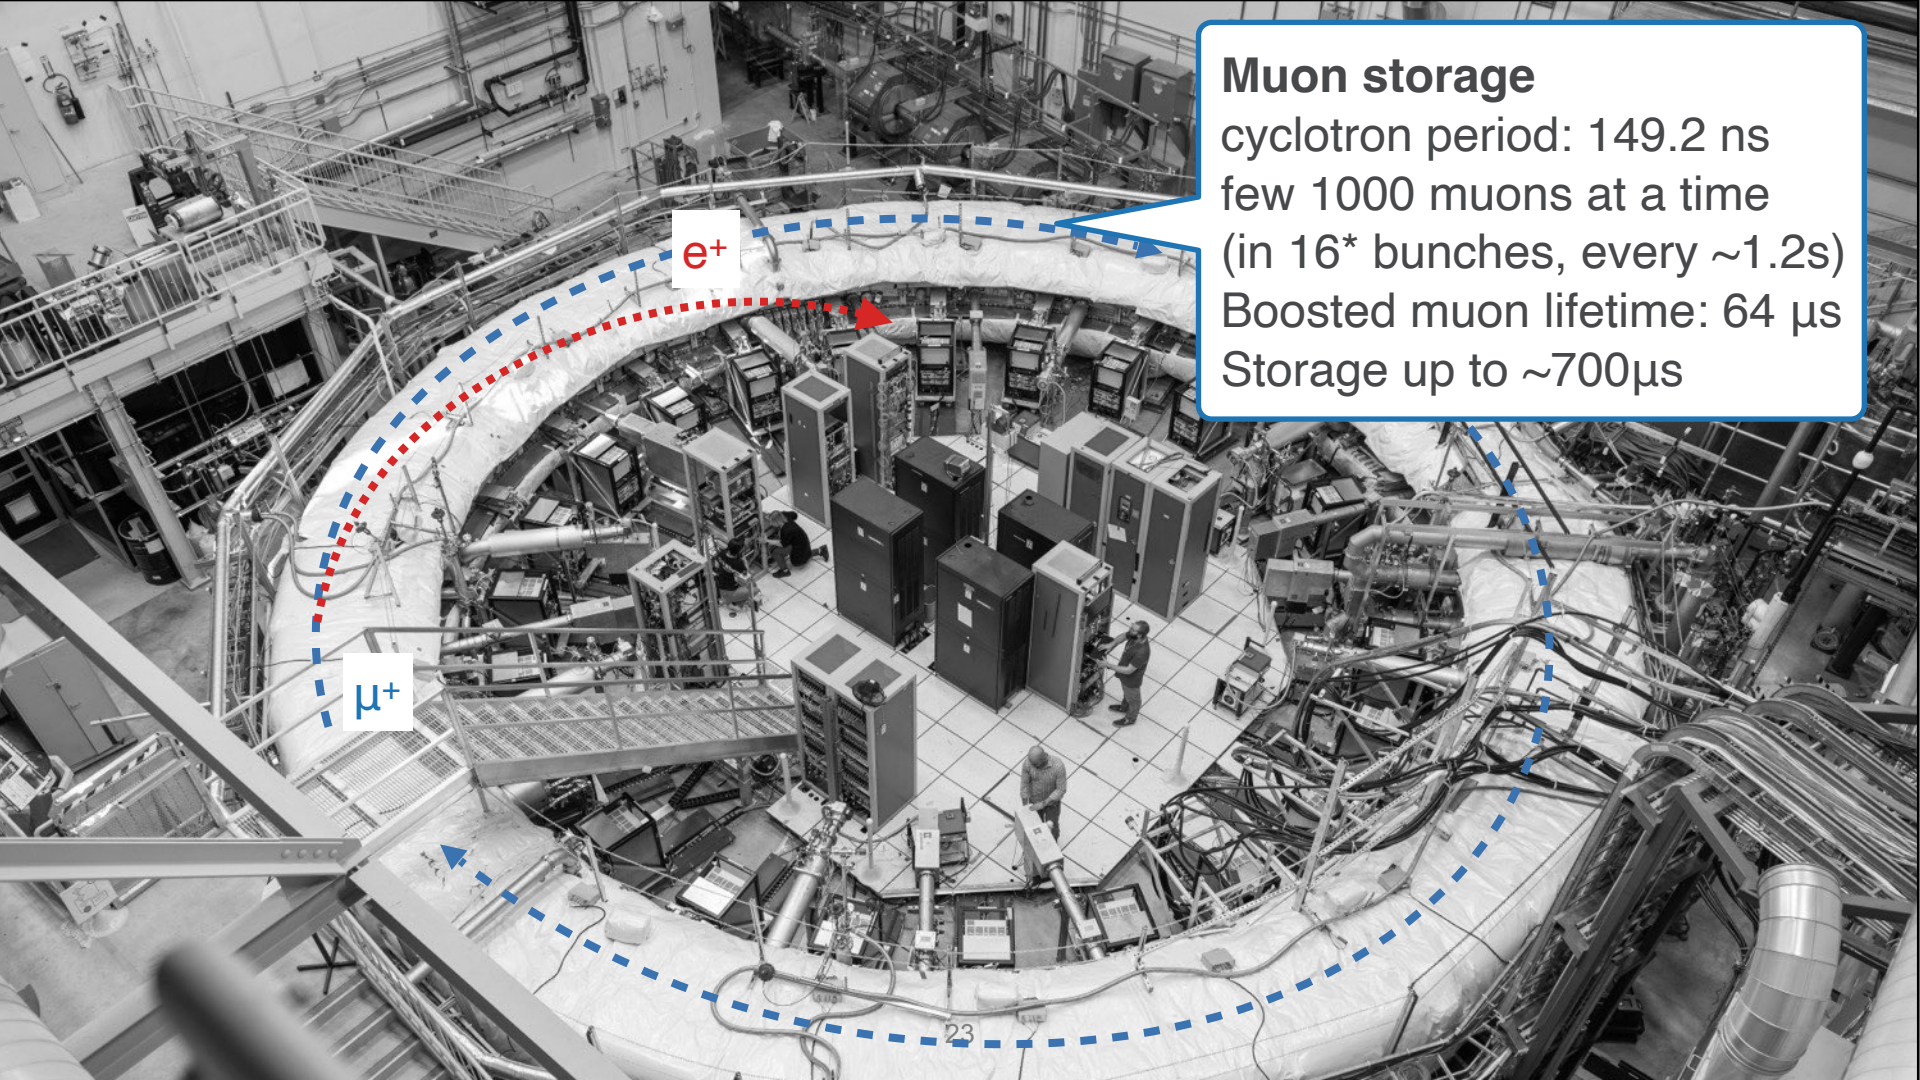 Muon storage
cyclotron period: 149.2 ns
few 1000 muons at a time
(in 16* bunches, every ~1.2s)
Boosted muon lifetime: 64 µs
Storage up to ~700µs
e+
µ+
23